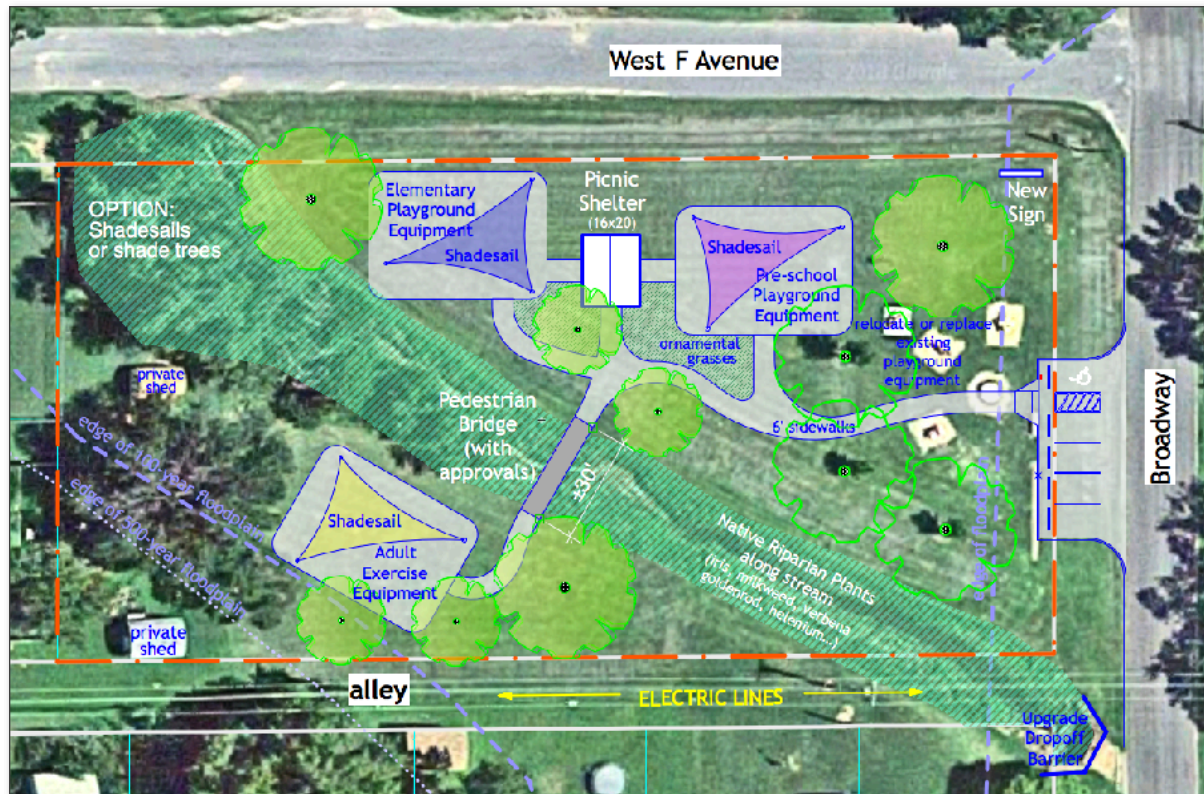 West F Avenue
© 2018 Google
OPTION:
Shadesails
or shade trees
Elementary
Playground
Equipment
Shadesail
Picnic
Shelter
(16x20)
Shadesail
Pre-school
Playground
Equipment
New
Sign
ornamental
grasses
relocate or replace
existing
playground
equipment
6' sidewalks
Broadway
private
shed
Pedestrian
Bridge
(with
approvals)
±30'
edge of 100-year floodplain
edge of 500-year floodplain
edge of floodplain
Shadesail
Adult
Exercise
Equipment
Native Riparian Plants
along stream
(iris, milkweed, verbena
goldenrod, helenium...)
private
shed
alley
ELECTRIC LINES
Upgrade
Dropoff
Barrier